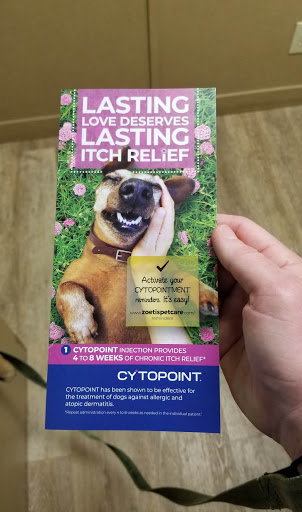 LASTING
LOVE DESERVES
LASTING
ITCH RELIEF
Activate your
CYTOPOINTMENT
reminders. It's easy!
www.zoetispetcare.com/
1 CYTOPOINT INJECTION PROVIDES
4 TO 8 WEEKS OF CHRONIC ITCH RELIEF*
CYTOPOINT
CYTOPOINT has been shown to be effective for
the treatment of dogs against allergic and
atopic dermatitis.
*Repeat administration every 4 to 8 weeks as needed in the individual patient.